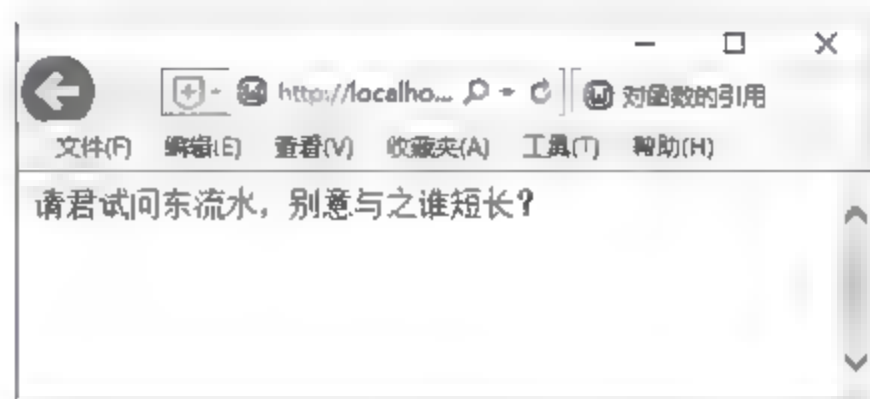 http://localho... 对函数的引用
文件(F) 编辑(E) 查看(V) 收藏夹(A) 工具(T) 帮助(H)
请君试问东流水，别意与之谁短长？